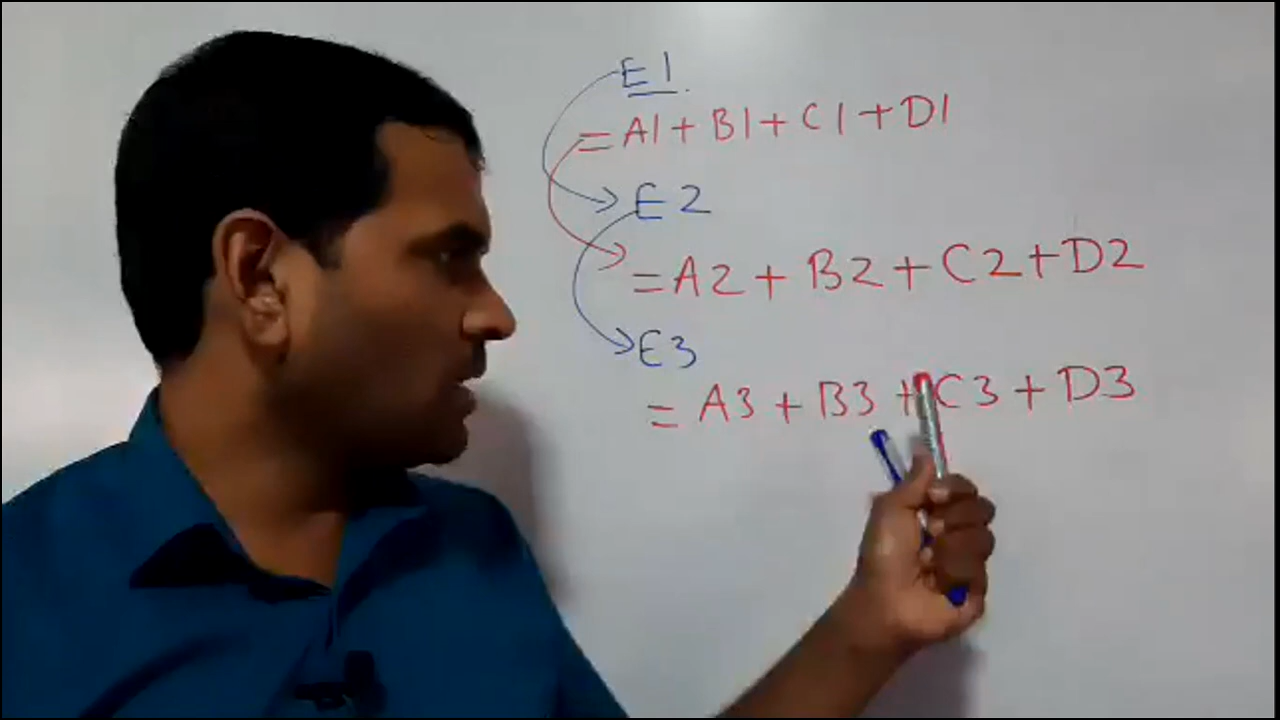 E1
=A1+B1+C1+D1
E2
=A2+B2+C2+D2
E3
=A3+B3+C3+D3